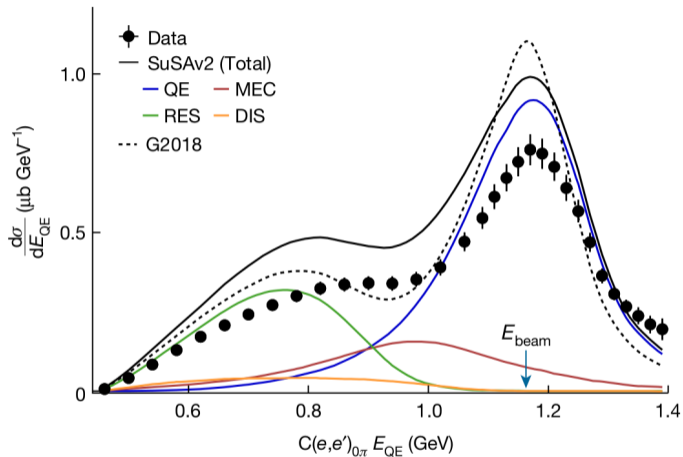 Data
SuSAv2 (Total)
QE MEC
RES DIS
G2018
1.0
0.5
0
dσ
dE_QE (μb GeV⁻¹)
E_beam
0.6 0.8 1.0 1.2 1.4
C(e,e′)₀π E_QE (GeV)